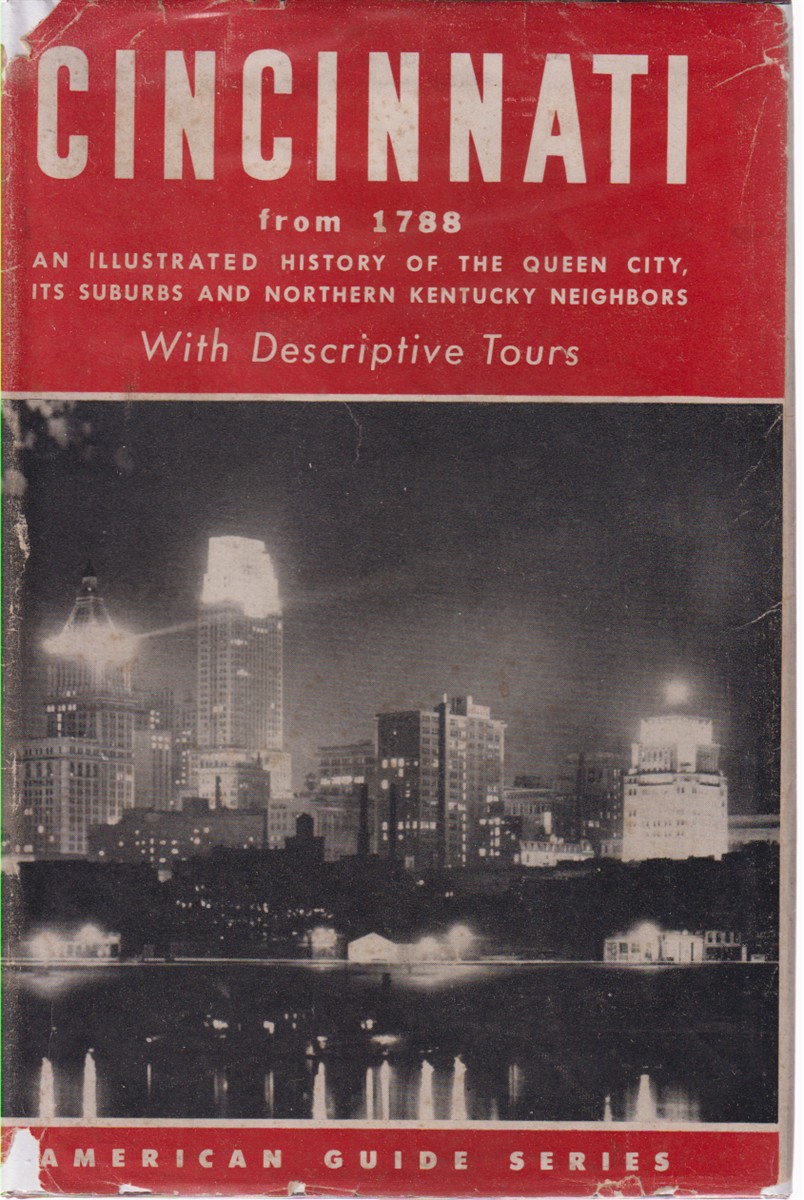 CINCINNATI
from 1788
AN ILLUSTRATED HISTORY OF THE QUEEN CITY,
ITS SUBURBS AND NORTHERN KENTUCKY NEIGHBORS
With Descriptive Tours
AMERICAN GUIDE SERIES